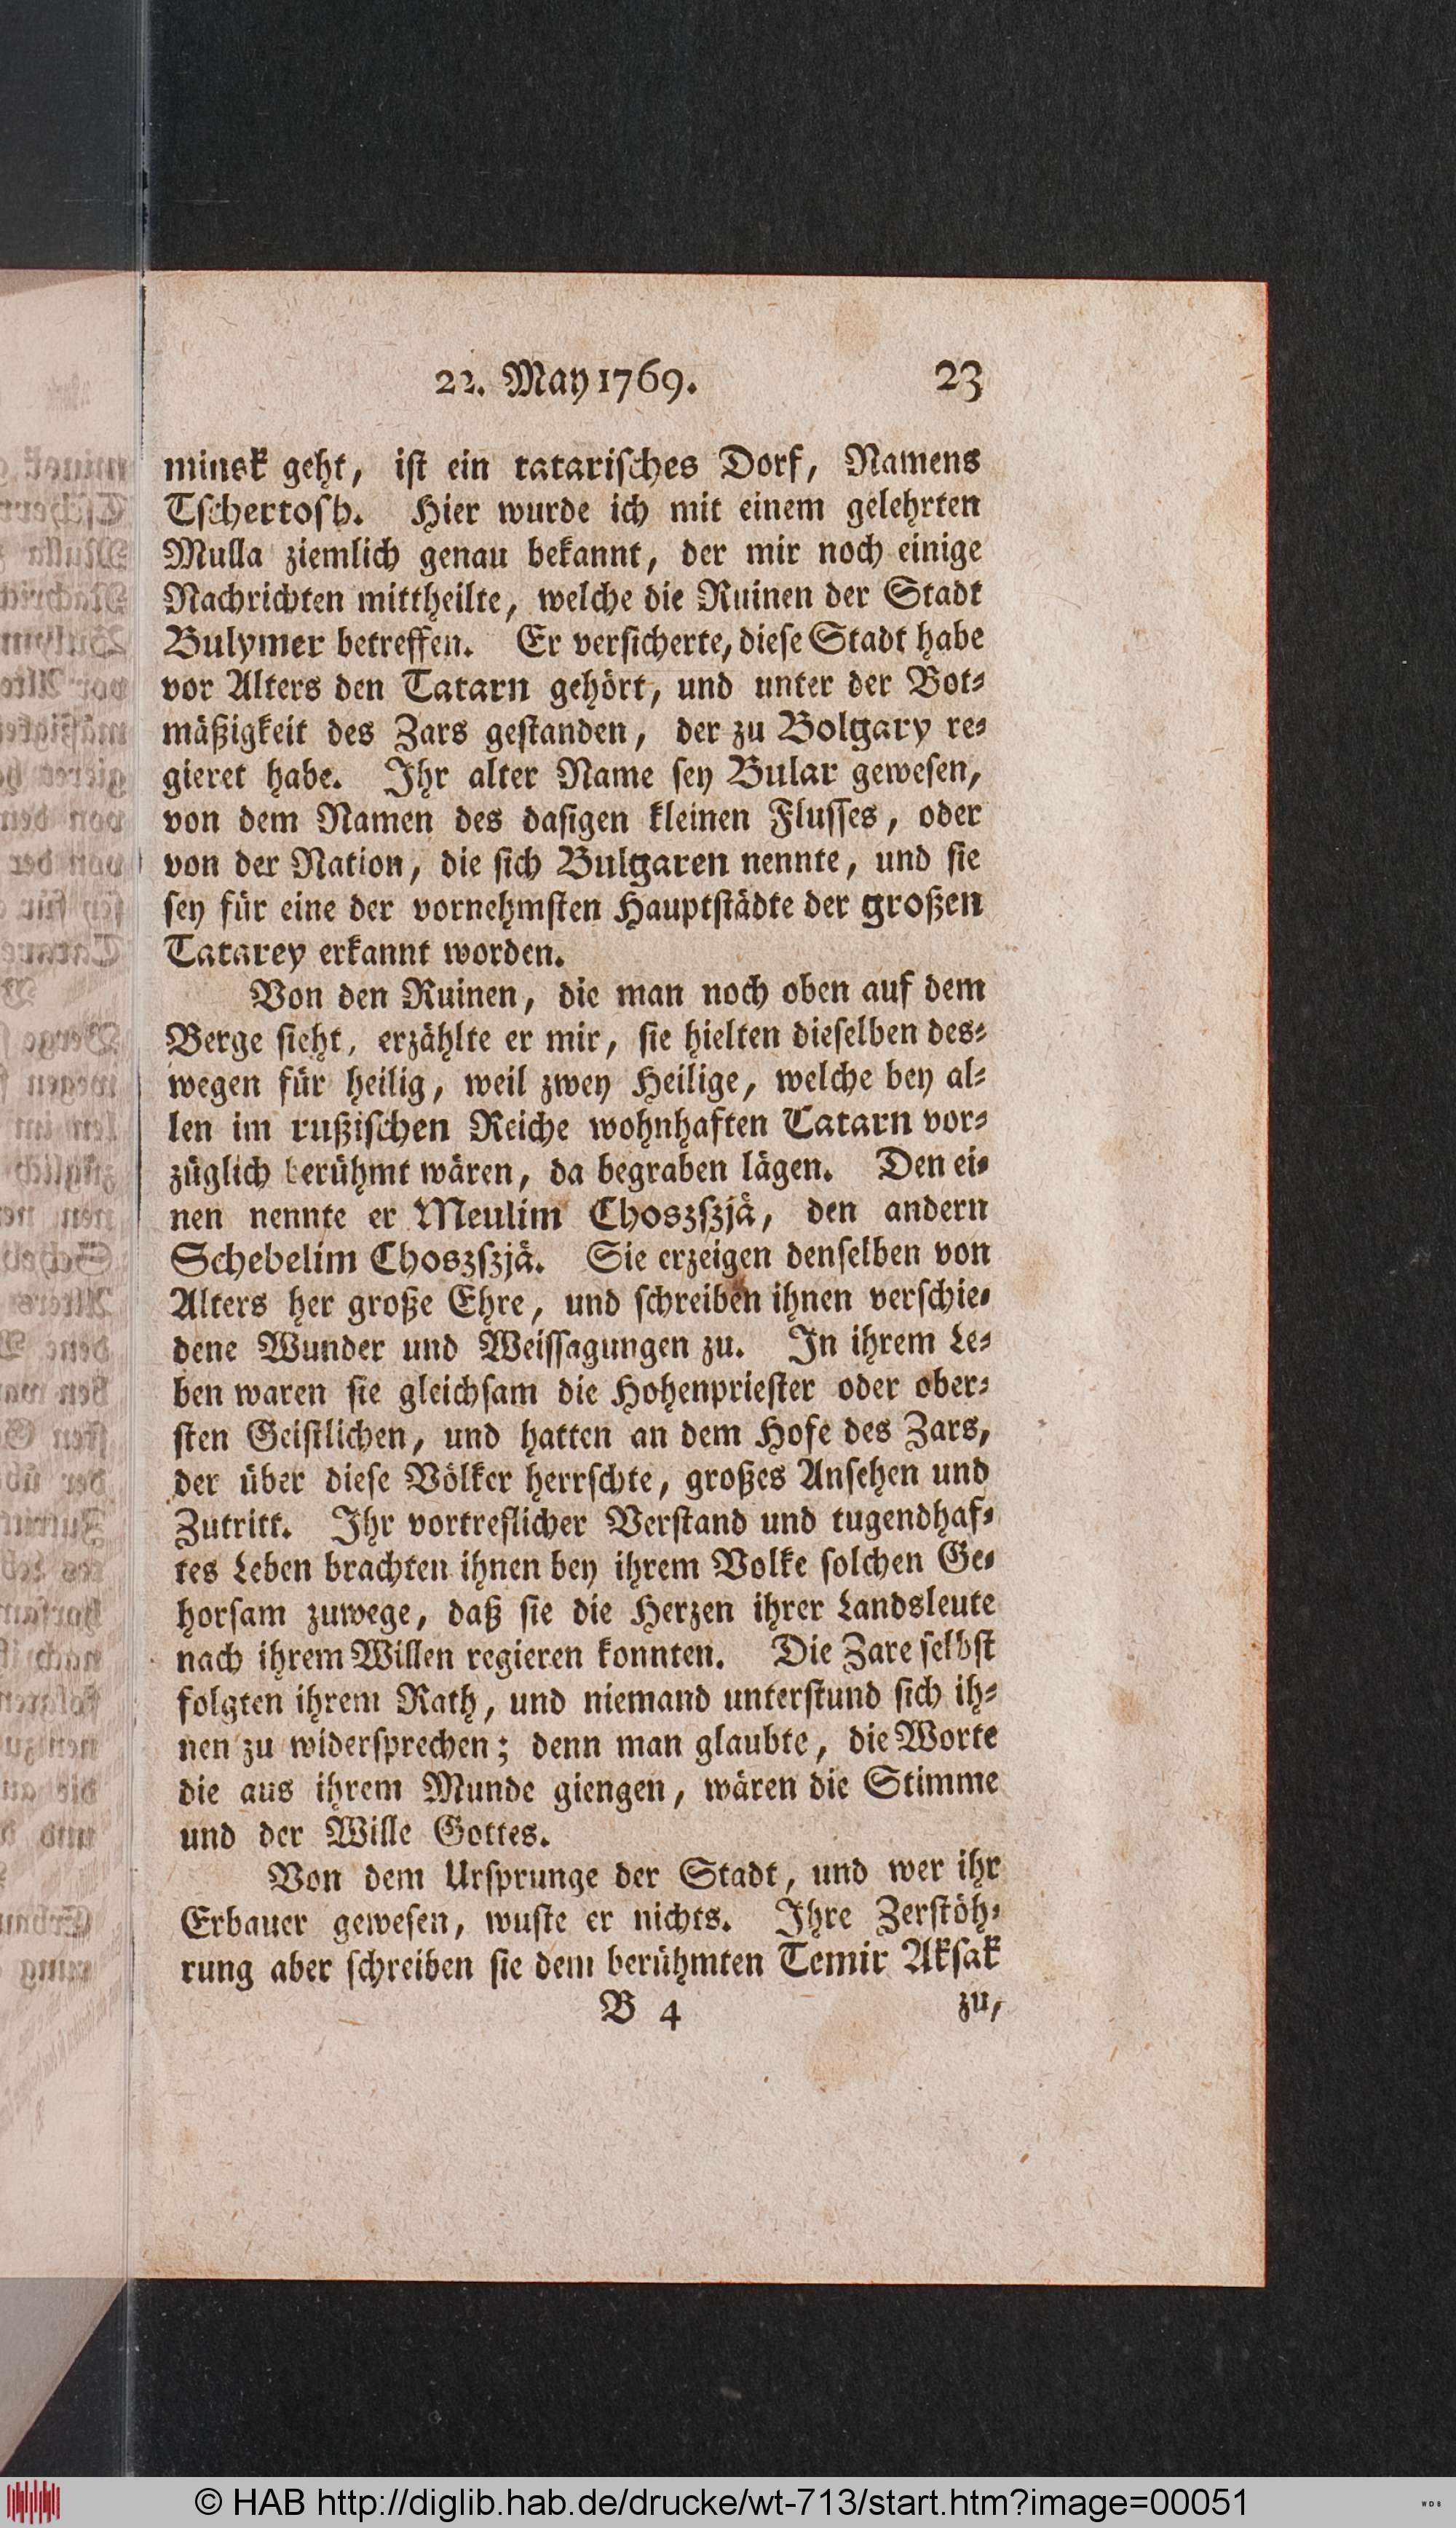 22. May 1769. 23
minsk geht, ist ein tatarisches Dorf, Namens
Tschertosh. Hier wurde ich mit einem gelehrten
Mulla ziemlich genau bekannt, der mir noch einige
Nachrichten mittheilte, welche die Ruinen der Stadt
Bulymer betreffen. Er versicherte, diese Stadt habe
vor Alters den Tatarn gehört, und unter der Bot-
mäßigkeit des Zars gestanden, der zu Bolgary re-
gieret habe. Ihr alter Name sey Bular gewesen,
von dem Namen des dasigen kleinen Flusses, oder
von der Nation, die sich Bulgaren nennte, und sie
sey für eine der vornehmsten Hauptstädte der großen
Tatarey erkannt worden.
Von den Ruinen, die man noch oben auf dem
Berge sieht, erzählte er mir, sie hielten dieselben des-
wegen für heilig, weil zwey Heilige, welche bey al-
len im rußischen Reiche wohnhaften Tatarn vor-
züglich berühmt wären, da begraben lägen. Den ei-
nen nennte er Meulim Choszszjä, den andern
Schebelim Choszszjä. Sie erzeigen denselben von
Alters her große Ehre, und schreiben ihnen verschie-
dene Wunder und Weissagungen zu. In ihrem Le-
ben waren sie gleichsam die Hohenpriester oder ober-
sten Geistlichen, und hatten an dem Hofe des Zars,
der über diese Völker herrschte, großes Ansehen und
Zutritt. Ihr vortreflicher Verstand und tugendhaf-
tes Leben brachten ihnen bey ihrem Volke solchen Ge-
horsam zuwege, daß sie die Herzen ihrer Landsleute
nach ihrem Willen regieren konnten. Die Zare selbst
folgten ihrem Rath, und niemand unterstund sich ih-
nen zu widersprechen; denn man glaubte, die Worte
die aus ihrem Munde giengen, wären die Stimme
und der Wille Gottes.
Von dem Ursprunge der Stadt, und wer ihr
Erbauer gewesen, wuste er nichts. Ihre Zerstöh-
rung aber schreiben sie dem berühmten Temir Aksak
B 4 zu,
© HAB http://diglib.hab.de/drucke/wt-713/start.htm?image=00051